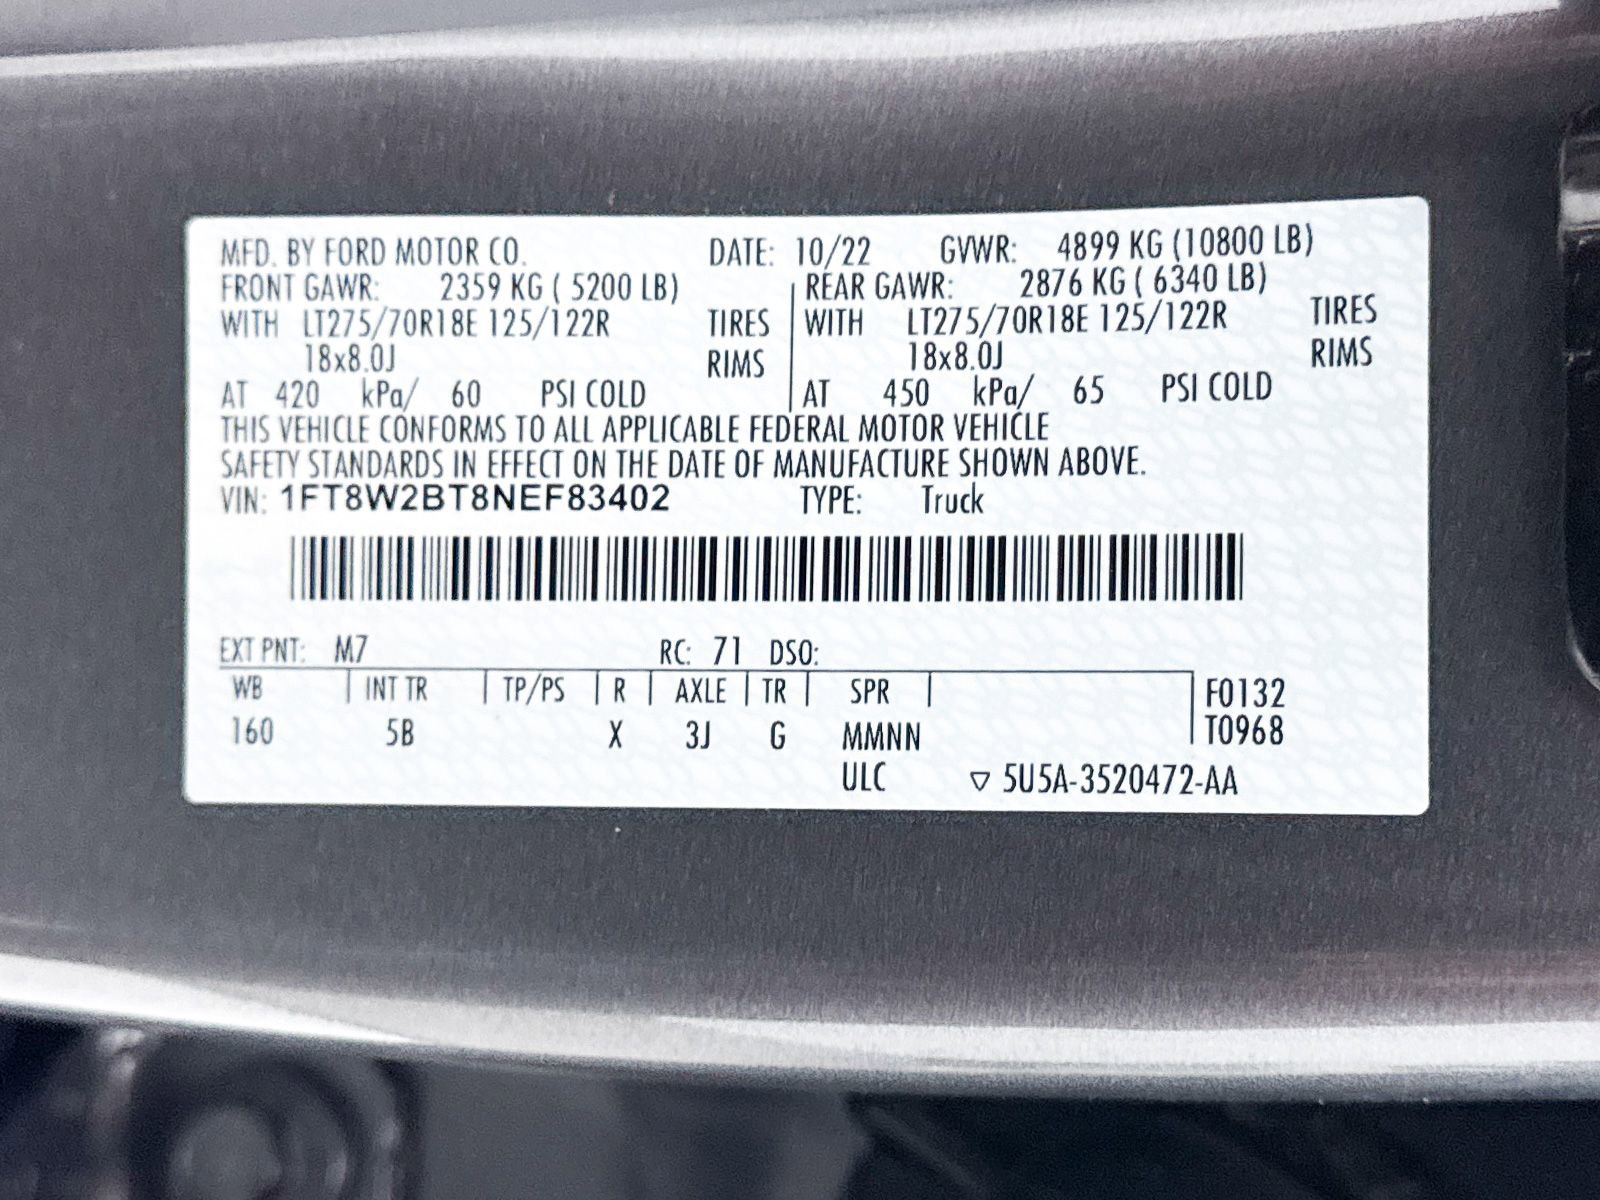 MFD. BY FORD MOTOR CO. DATE: 10/22 GVWR: 4899 KG (10800 LB)
FRONT GAWR: 2359 KG ( 5200 LB) REAR GAWR: 2876 KG ( 6340 LB)
WITH LT275/70R18E 125/122R TIRES WITH LT275/70R18E 125/122R TIRES
18x8.0J RIMS 18x8.0J RIMS
AT 420 kPa/ 60 PSI COLD AT 450 kPa/ 65 PSI COLD
THIS VEHICLE CONFORMS TO ALL APPLICABLE FEDERAL MOTOR VEHICLE
SAFETY STANDARDS IN EFFECT ON THE DATE OF MANUFACTURE SHOWN ABOVE.
VIN: 1FT8W2BT8NEF83402 TYPE: Truck
EXT PNT: M7 RC: 71 DSO:
WB INT TR TP/PS R AXLE TR SPR F0132
160 5B X 3J G MMNN T0968
ULC ▽ 5U5A-3520472-AA